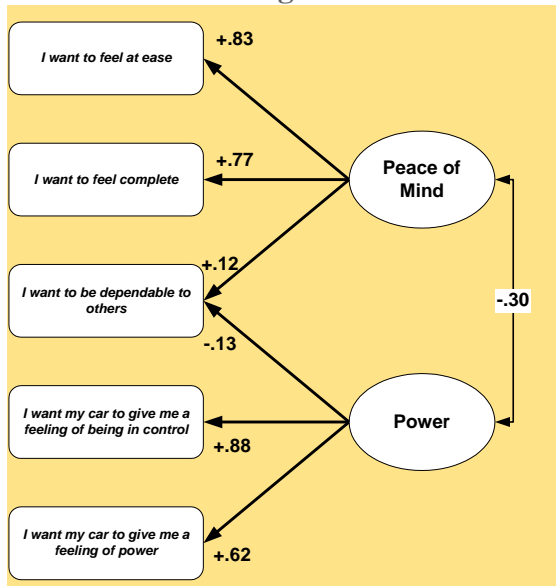 +.83
I want to feel at ease
+.77
I want to feel complete
Peace of
Mind
+.12
I want to be dependable to
others
-.30
-.13
I want my car to give me a
feeling of being in control
Power
+.88
I want my car to give me a
feeling of power
+.62